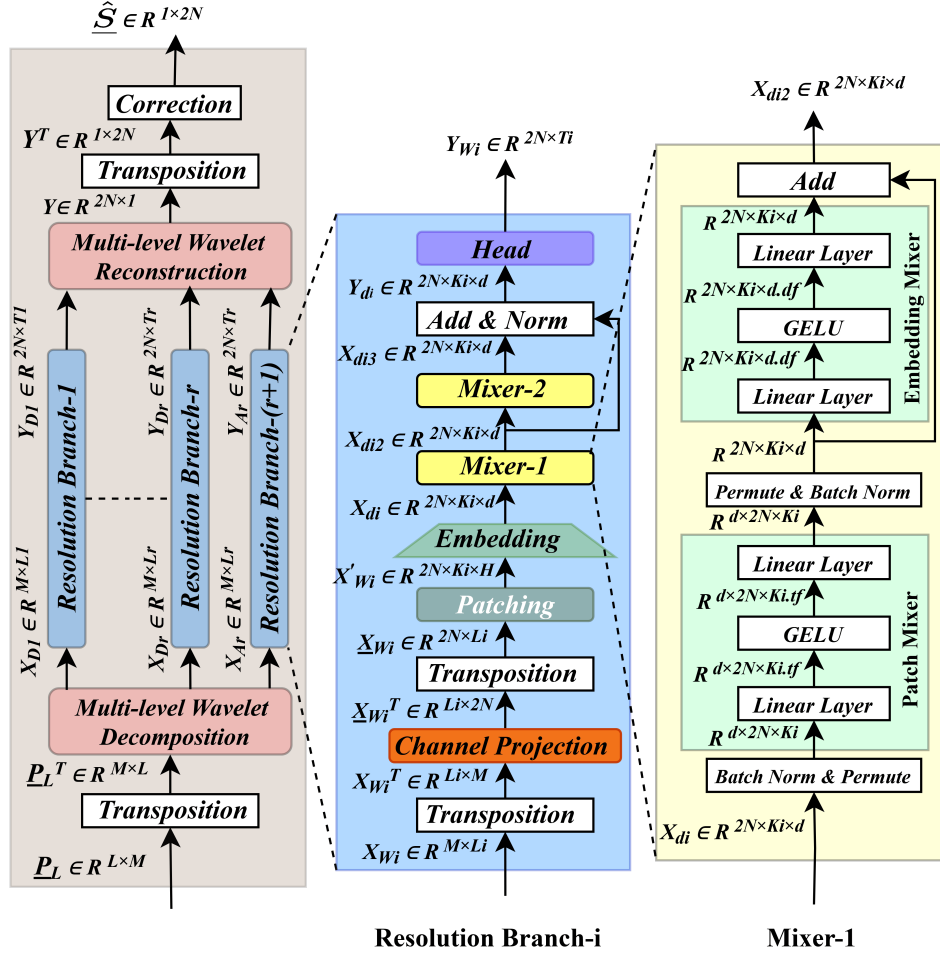 Ŝ ∈ R 1×2N
Correction
Y^T ∈ R 1×2N
Transposition
Y ∈ R 2N×1
Multi-level Wavelet
Reconstruction
Y_D1 ∈ R 2N×T1
Y_Dr ∈ R 2N×Tr
Y_Ar ∈ R 2N×Tr
Resolution Branch-1
Resolution Branch-r
Resolution Branch-(r+1)
X_D1 ∈ R M×L1
X_Dr ∈ R M×Lr
X_Ar ∈ R M×Lr
Multi-level Wavelet
Decomposition
P_L^T ∈ R M×L
Transposition
P_L ∈ R L×M
Y_Wi ∈ R 2N×Ti
Head
Y_di ∈ R 2N×Ki×d
Add & Norm
X_di3 ∈ R 2N×Ki×d
Mixer-2
X_di2 ∈ R 2N×Ki×d
Mixer-1
X_di ∈ R 2N×Ki×d
Embedding
X'_Wi ∈ R 2N×Ki×H
Patching
X_Wi ∈ R 2N×Li
Transposition
X_Wi^T ∈ R Li×2N
Channel Projection
X_Wi^T ∈ R Li×M
Transposition
X_Wi ∈ R M×Li
Resolution Branch-i
X_di2 ∈ R 2N×Ki×d
Add
R 2N×Ki×d
Linear Layer
R 2N×Ki×d.df
GELU
R 2N×Ki×d.df
Linear Layer
Embedding Mixer
R 2N×Ki×d
Permute & Batch Norm
R d×2N×Ki
Linear Layer
R d×2N×Ki.tf
GELU
R d×2N×Ki.tf
Linear Layer
Patch Mixer
R d×2N×Ki
Batch Norm & Permute
X_di ∈ R 2N×Ki×d
Mixer-1